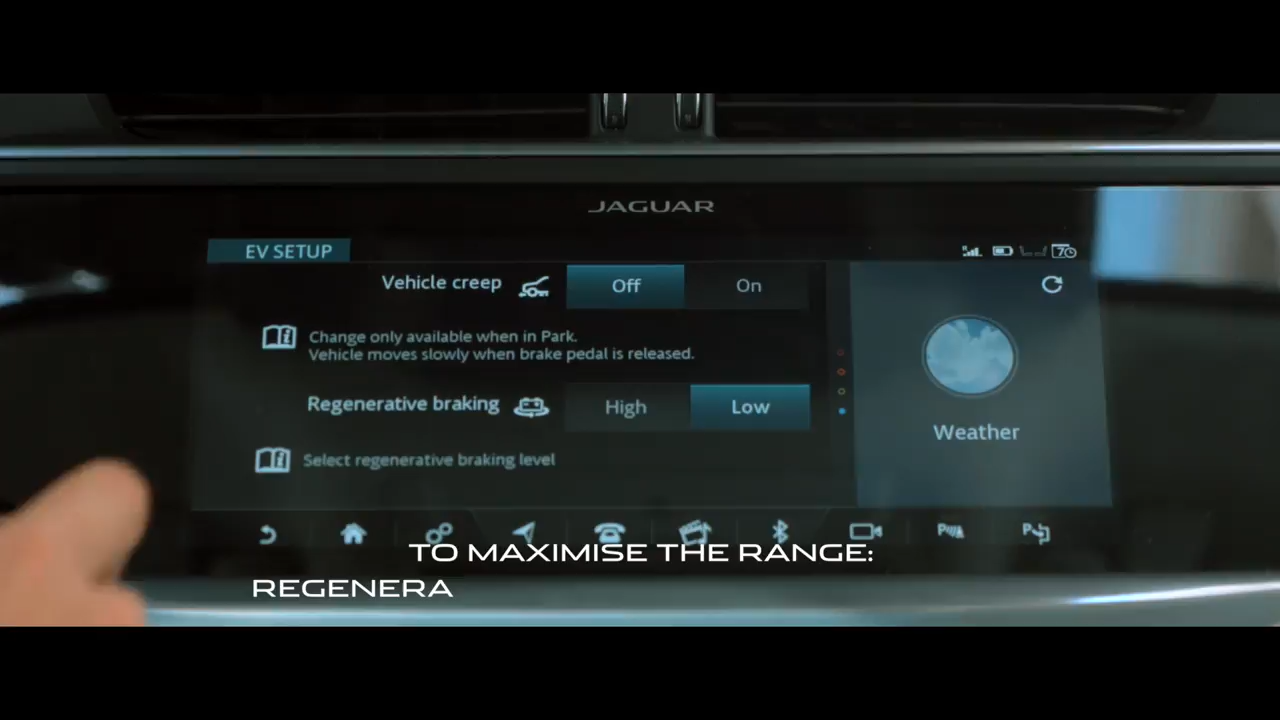 JAGUAR
EV SETUP
Vehicle creep Off On
Change only available when in Park.
Vehicle moves slowly when brake pedal is released.
Regenerative braking High Low
Select regenerative braking level
Weather
TO MAXIMISE THE RANGE:
REGENERA